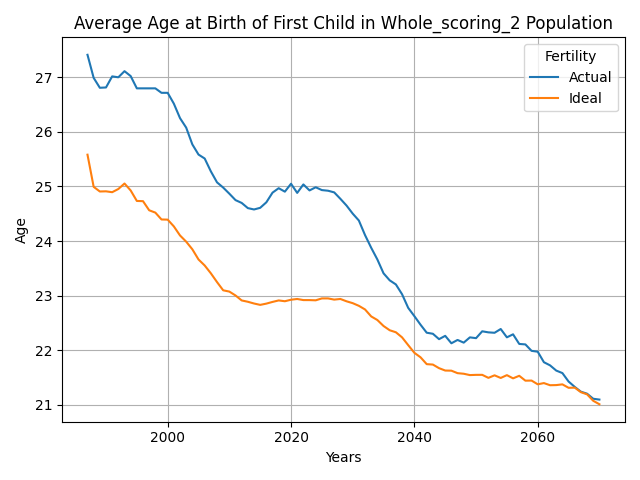 Average Age at Birth of First Child in Whole_scoring_2 Population
Fertility
Actual
Ideal
Age
27
26
25
24
23
22
21
2000
2020
2040
2060
Years